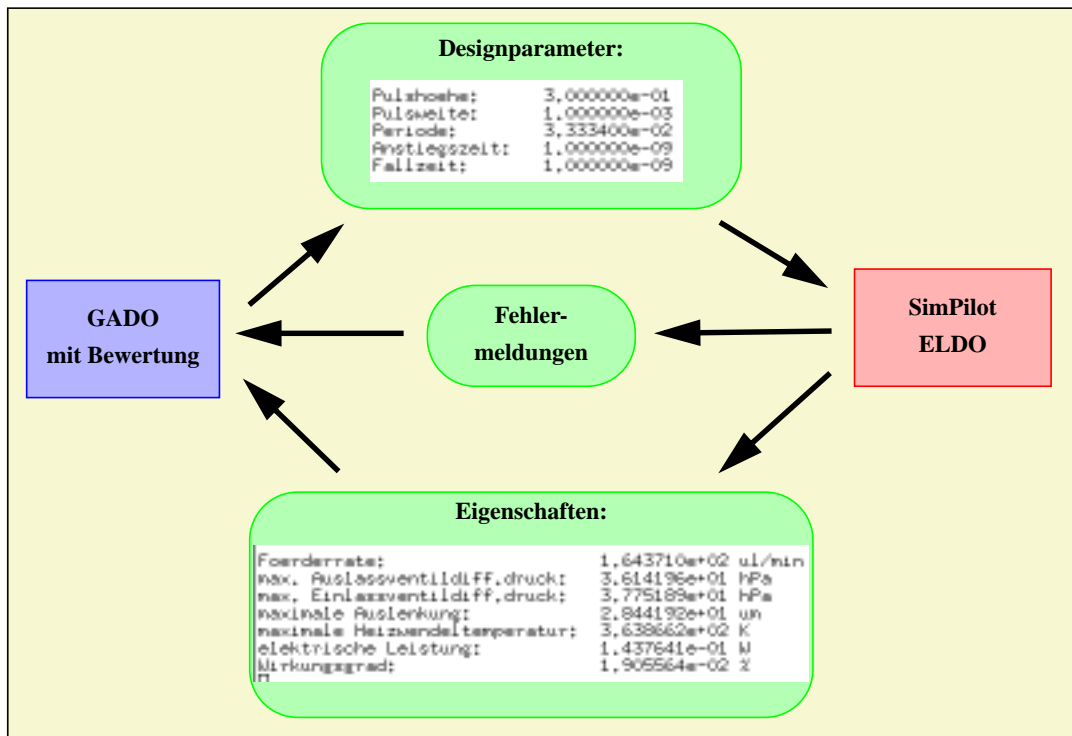 Designparameter:
Pulshoehe: 3.000000e-01
Pulsweite: 1.000000e-03
Periode: 3.333400e-02
Anstiegszeit: 1.000000e-09
Fallzeit: 1.000000e-09
GADO
mit Bewertung
Fehler-
meldungen
SimPilot
ELDO
Eigenschaften:
Foerderrate: 1.643710e+02 ul/min
max. Auslassventildiff.druck: 3.614196e+01 hPa
max. Einlassventildiff.druck: 3.775189e+01 hPa
maximale Auslenkung: 2.844192e+01 um
maximale Heizwendeltemperatur: 3.638662e+02 K
elektrische Leistung: 1.437641e-01 W
Wirkungsgrad: 1.905564e-02 %